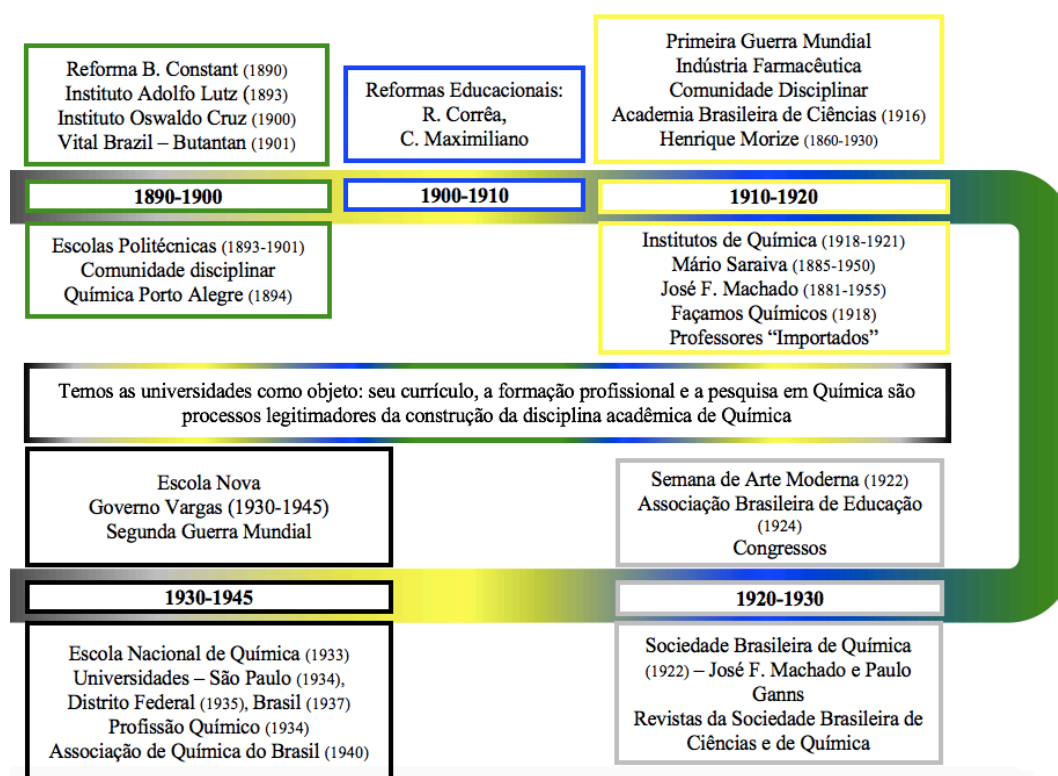 Reforma B. Constant (1890)
Instituto Adolfo Lutz (1893)
Instituto Oswaldo Cruz (1900)
Vital Brazil – Butantan (1901)
Reformas Educacionais:
R. Corrêa,
C. Maximiliano
Primeira Guerra Mundial
Indústria Farmacêutica
Comunidade Disciplinar
Academia Brasileira de Ciências (1916)
Henrique Morize (1860-1930)
1890-1900
1900-1910
1910-1920
Escolas Politécnicas (1893-1901)
Comunidade disciplinar
Química Porto Alegre (1894)
Institutos de Química (1918-1921)
Mário Saraiva (1885-1950)
José F. Machado (1881-1955)
Façamos Químicos (1918)
Professores “Importados”
Temos as universidades como objeto: seu currículo, a formação profissional e a pesquisa em Química são
processos legitimadores da construção da disciplina acadêmica de Química
Escola Nova
Governo Vargas (1930-1945)
Segunda Guerra Mundial
Semana de Arte Moderna (1922)
Associação Brasileira de Educação
(1924)
Congressos
1930-1945
1920-1930
Escola Nacional de Química (1933)
Universidades – São Paulo (1934),
Distrito Federal (1935), Brasil (1937)
Profissão Químico (1934)
Associação de Química do Brasil (1940)
Sociedade Brasileira de Química
(1922) – José F. Machado e Paulo
Ganns
Revistas da Sociedade Brasileira de
Ciências e de Química